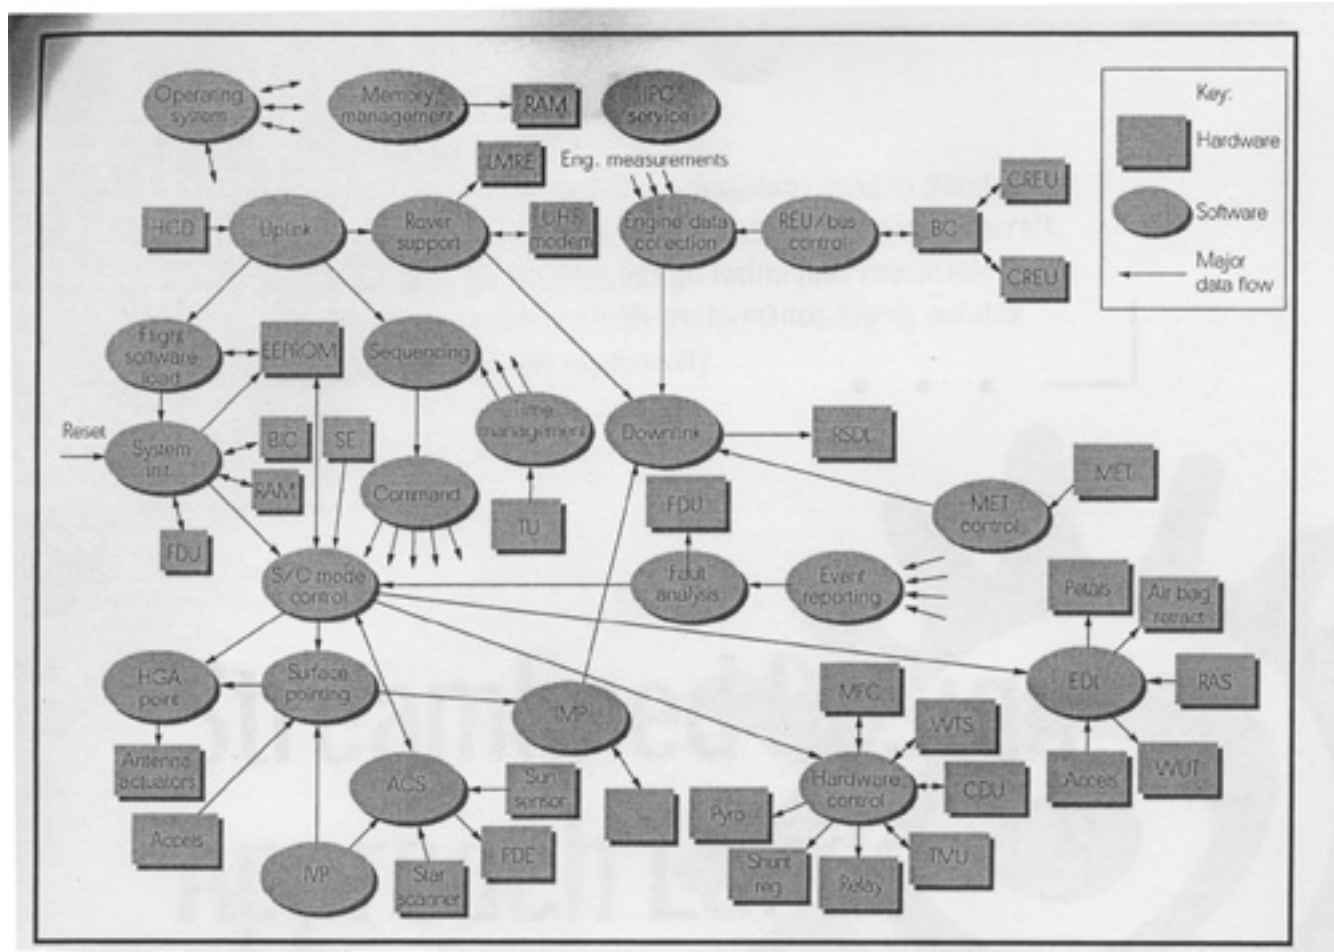 Operating
system
Memory
management
RAM
IPC
service
Key:
Hardware
Software
Major
data flow
LMRE
Eng. measurements
CREU
HCD
Uplink
Rover
support
UHF
modem
Engine data
collection
REU/bus
control
BC
CREU
Flight
software
load
EEPROM
Sequencing
Time
management
Downlink
RSDL
Reset
System
init.
BIC
SE
RAM
Command
TU
FDU
MET
MET
control
FDU
S/C mode
control
Fault
analysis
Event
reporting
Petals
Air bag
retract
HGA
point
Surface
pointing
IMP
MFC
EDL
RAS
WTS
Antenna
actuators
ACS
Sun
sensor
Hardware
control
CDU
Accels
Accels
Pyro
PDE
Star
scanner
Shunt
reg.
Relay